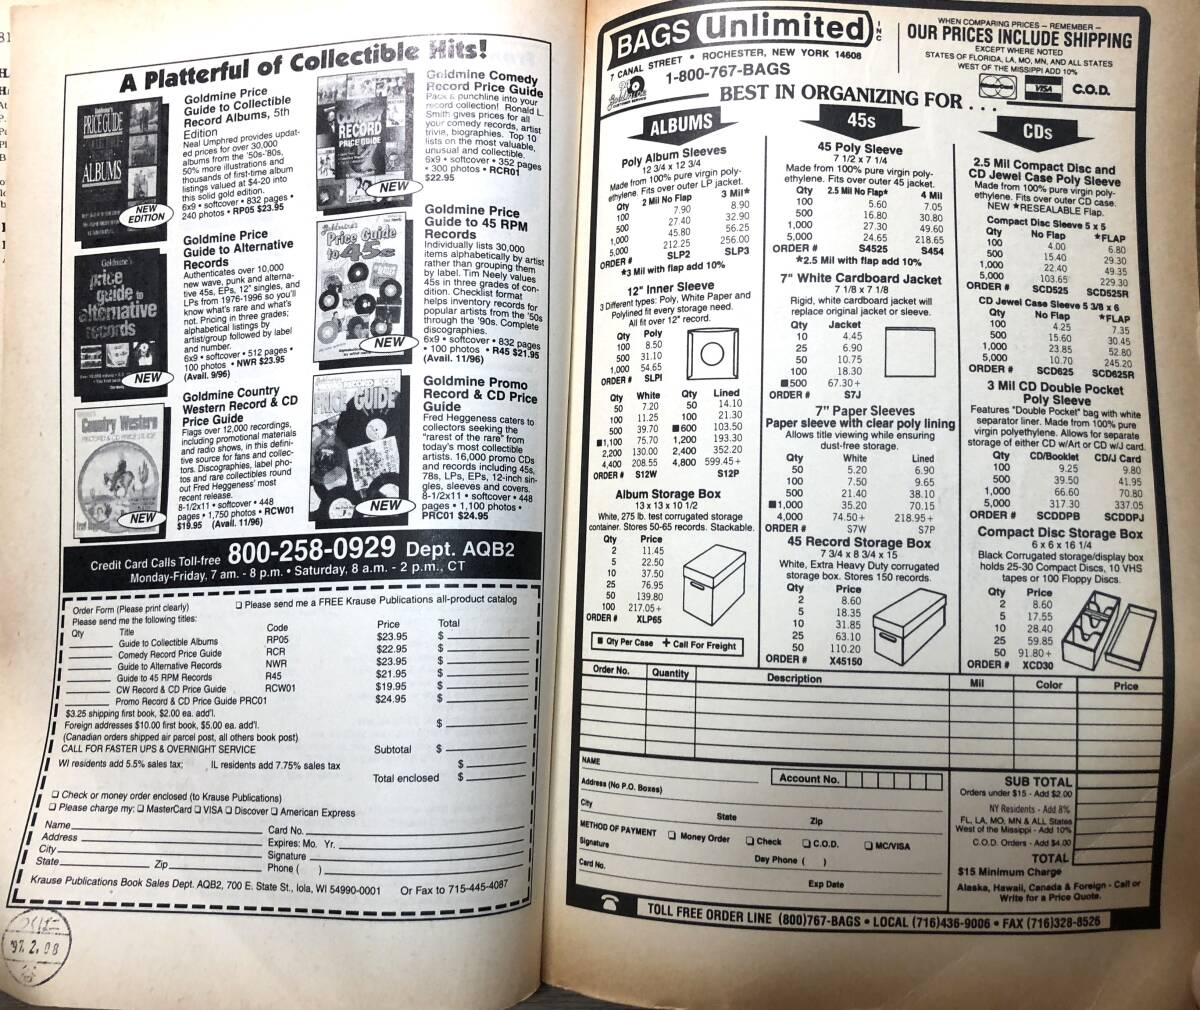 A Platterful of Collectible Hits!
Goldmine Price
Guide to Collectible
Record Albums, 5th
Edition
Neal Umphred provides updat-
ed prices for over 30,000
albums from the '50s-'80s,
50% more illustrations and
thousands of first-time album
listings valued at $4-20 into
this solid gold edition.
6x9 • softcover • 832 pages •
240 photos • RP05 $23.95
PRICE GUIDE
ALBUMS
NEW
EDITION
Goldmine Price
Guide to Alternative
Records
Authenticates over 10,000
new wave, punk and alterna-
tive 45s, EPs, 12" singles, and
LPs from 1976-1996 so you'll
know what's rare and what's
not. Pricing in three grades;
alphabetical listings by
artist/group followed by label
and number.
6x9 • softcover • 512 pages •
100 photos • NWR $23.95
(Avail. 9/96)
Goldmine's
price
guide to
alternative
records
NEW
Goldmine Country
Western Record & CD
Price Guide
Flags over 12,000 recordings,
including promotional materials
and radio shows, in this defini-
tive source for fans and collec-
tors. Discographies, label pho-
tos and rare collectibles round
out Fred Heggeness' most
recent release.
8-1/2x11 • softcover • 448
pages • 1,750 photos • RCW01
$19.95 (Avail. 11/96)
Country Western
RECORD & CD PRICE GUIDE
NEW
Goldmine Comedy
Record Price Guide
Pack a punchline into your
record collection! Ronald L.
Smith gives prices for all
your comedy records, artist
trivia, biographies. Top 10
lists on the most valuable,
unusual and collectible.
6x9 • softcover • 352 pages
• 300 photos • RCR01
$22.95
COMEDY
RECORD
PRICE GUIDE
NEW
Goldmine Price
Guide to 45 RPM
Records
Individually lists 30,000
items alphabetically by artist
rather than grouping them
by label. Tim Neely values
45s in three grades of con-
dition. Checklist format
helps inventory records for
popular artists from the '50s
through the '90s. Complete
discographies.
6x9 • softcover • 832 pages
• 100 photos • R45 $21.95
(Avail. 11/96)
Goldmine's
Price Guide
to 45s
NEW
Goldmine Promo
Record & CD Price
Guide
Fred Heggeness caters to
collectors seeking the
"rarest of the rare" from
today's most collectible
artists. 16,000 promo CDs
and records including 45s,
78s, LPs, EPs, 12-inch sin-
gles, sleeves and covers.
8-1/2x11 • softcover • 448
pages • 1,100 photos •
PRC01 $24.95
PRICE GUIDE
NEW
Credit Card Calls Toll-free 800-258-0929 Dept. AQB2
Monday-Friday, 7 am. - 8 p.m. • Saturday, 8 a.m. - 2 p.m., CT
Order Form (Please print clearly) ❏ Please send me a FREE Krause Publications all-product catalog
Please send me the following titles:
Qty Title Code Price Total
Guide to Collectible Albums RP05 $23.95 $
Comedy Record Price Guide RCR $22.95 $
Guide to Alternative Records NWR $23.95 $
Guide to 45 RPM Records R45 $21.95 $
CW Record & CD Price Guide RCW01 $19.95 $
Promo Record & CD Price Guide PRC01 $24.95 $
$3.25 shipping first book, $2.00 ea. add'l.
Foreign addresses $10.00 first book, $5.00 ea. add'l. $
(Canadian orders shipped air parcel post, all others book post)
CALL FOR FASTER UPS & OVERNIGHT SERVICE Subtotal $
WI residents add 5.5% sales tax; IL residents add 7.75% sales tax $
Total enclosed $
❏ Check or money order enclosed (to Krause Publications)
❏ Please charge my: ❏ MasterCard ❏ VISA ❏ Discover ❏ American Express
Name
Address
City
State Zip
Card No.
Expires: Mo. Yr.
Signature
Phone ( )
Krause Publications Book Sales Dept. AQB2, 700 E. State St., Iola, WI 54990-0001 Or Fax to 715-445-4087
つくば
'97. 2. 08
BAGS Unlimited INC
7 CANAL STREET • ROCHESTER, NEW YORK 14608
1-800-767-BAGS
WHEN COMPARING PRICES – REMEMBER –
OUR PRICES INCLUDE SHIPPING
EXCEPT WHERE NOTED
STATES OF FLORIDA, LA, MO, MN, AND ALL STATES
WEST OF THE MISSIPPI ADD 10%
VISA C.O.D.
BEST IN ORGANIZING FOR . . .
ALBUMS
Poly Album Sleeves
12 3/4 x 12 3/4
Made from 100% pure virgin poly-
ethylene. Fits over outer LP jacket.
Qty 2 Mil No Flap 3 Mil*
100 7.90 8.90
500 27.40 32.90
1,000 45.80 56.25
5,000 212.25 256.00
ORDER # SLP2 SLP3
*3 Mil with flap add 10%
12" Inner Sleeve
3 Different types: Poly, White Paper and
Polylined fit every storage need.
All fit over 12" record.
Qty Poly
100 8.50
500 31.10
1,000 54.65
ORDER # SLPI
Qty White Qty Lined
50 7.20 50 14.10
100 11.25 100 21.30
500 39.70 ■600 103.50
■1,100 75.70 1,200 193.30
2,200 130.00 2,400 352.20
4,400 208.55 4,800 599.45+
ORDER # S12W S12P
Album Storage Box
13 x 13 x 10 1/2
White, 275 lb. test corrugated storage
container. Stores 50-65 records. Stackable.
Qty Price
2 11.45
5 22.50
10 37.50
25 76.95
50 139.80
100 217.05+
ORDER # XLP65
■ Qty Per Case + Call For Freight
45s
45 Poly Sleeve
7 1/2 x 7 1/4
Made from 100% pure virgin poly-
ethylene. Fits over outer 45 jacket.
Qty 2.5 Mil No Flap* 4 Mil
100 5.60 7.05
500 16.80 30.80
1,000 27.30 49.60
5,000 24.65 218.65
ORDER # S4525 S454
*2.5 Mil with flap add 10%
7" White Cardboard Jacket
7 1/8 x 7 1/8
Rigid, white cardboard jacket will
replace original jacket or sleeve.
Qty Jacket
10 4.45
25 6.90
50 10.75
100 18.30
■500 67.30+
ORDER # S7J
7" Paper Sleeves
Paper sleeve with clear poly lining
Allows title viewing while ensuring
dust-free storage.
White Lined
50 5.20 6.90
100 7.50 9.65
500 21.40 38.10
■1,000 35.20 70.15
4,000 74.50+ 218.95+
ORDER # S7W S7P
45 Record Storage Box
7 3/4 x 8 3/4 x 15
White, Extra Heavy Duty corrugated
storage box. Stores 150 records.
Qty Price
2 8.60
5 18.35
10 31.85
25 63.10
50 110.20
ORDER # X45150
CDs
2.5 Mil Compact Disc and
CD Jewel Case Poly Sleeve
Made from 100% pure virgin poly-
ethylene. Fits over outer CD case.
NEW *RESEALABLE Flap.
Compact Disc Sleeve 5 x 5
Qty No Flap *FLAP
100 4.00 6.80
500 15.40 29.30
1,000 22.40 49.35
5,000 103.65 229.30
ORDER # SCD525 SCD525R
CD Jewel Case Sleeve 5 3/8 x 6
No Flap *FLAP
100 4.25 7.35
500 15.60 30.45
1,000 23.85 52.80
5,000 10.70 245.20
ORDER # SCD625 SCD625R
3 Mil CD Double Pocket
Poly Sleeve
Features "Double Pocket" bag with white
separator liner. Made from 100% pure
virgin polyethylene. Allows for separate
storage of either CD w/Art or CD w/J card.
Qty CD/Booklet CD/J Card
100 9.25 9.80
500 39.50 41.95
1,000 66.60 70.80
5,000 317.30 337.05
ORDER # SCDDPB SCDDPJ
Compact Disc Storage Box
6 x 6 x 16 1/4
Black Corrugated storage/display box
holds 25-30 Compact Discs, 10 VHS
tapes or 100 Floppy Discs.
Qty Price
2 8.60
5 17.55
10 28.40
25 59.85
50 91.80+
ORDER # XCD30
Order No. Quantity Description Mil Color Price
NAME
Account No.
Address (No P.O. Boxes)
City State Zip
METHOD OF PAYMENT ❏ Money Order ❏ Check ❏ C.O.D. ❏ MC/VISA
Signature Day Phone ( )
Card No. Exp Date
SUB TOTAL
Orders under $15 - Add $2.00
NY Residents - Add 8%
FL, LA, MO, MN & ALL States
West of the Missippi - Add 10%
C.O.D. Orders - Add $4.00
TOTAL
$15 Minimum Charge
Alaska, Hawaii, Canada & Foreign - Call or
Write for a Price Quote.
TOLL FREE ORDER LINE (800)767-BAGS • LOCAL (716)436-9006 • FAX (716)328-8526